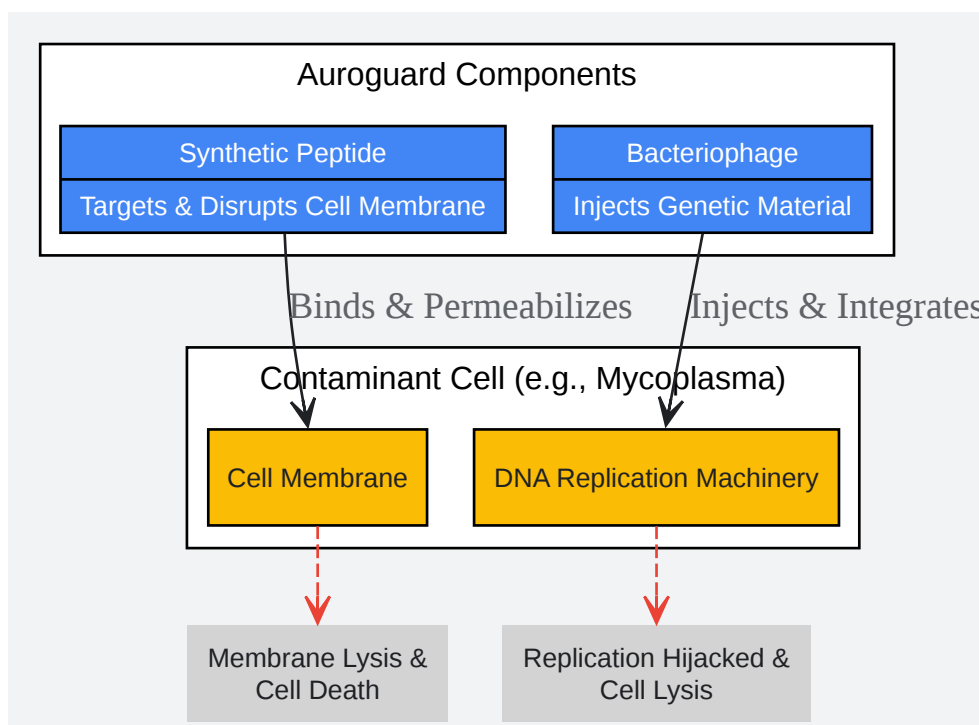 Auroguard Components
Synthetic Peptide
Targets & Disrupts Cell Membrane
Bacteriophage
Injects Genetic Material
Binds & Permeabilizes
Injects & Integrates
Contaminant Cell (e.g., Mycoplasma)
Cell Membrane
DNA Replication Machinery
Membrane Lysis &
Cell Death
Replication Hijacked &
Cell Lysis